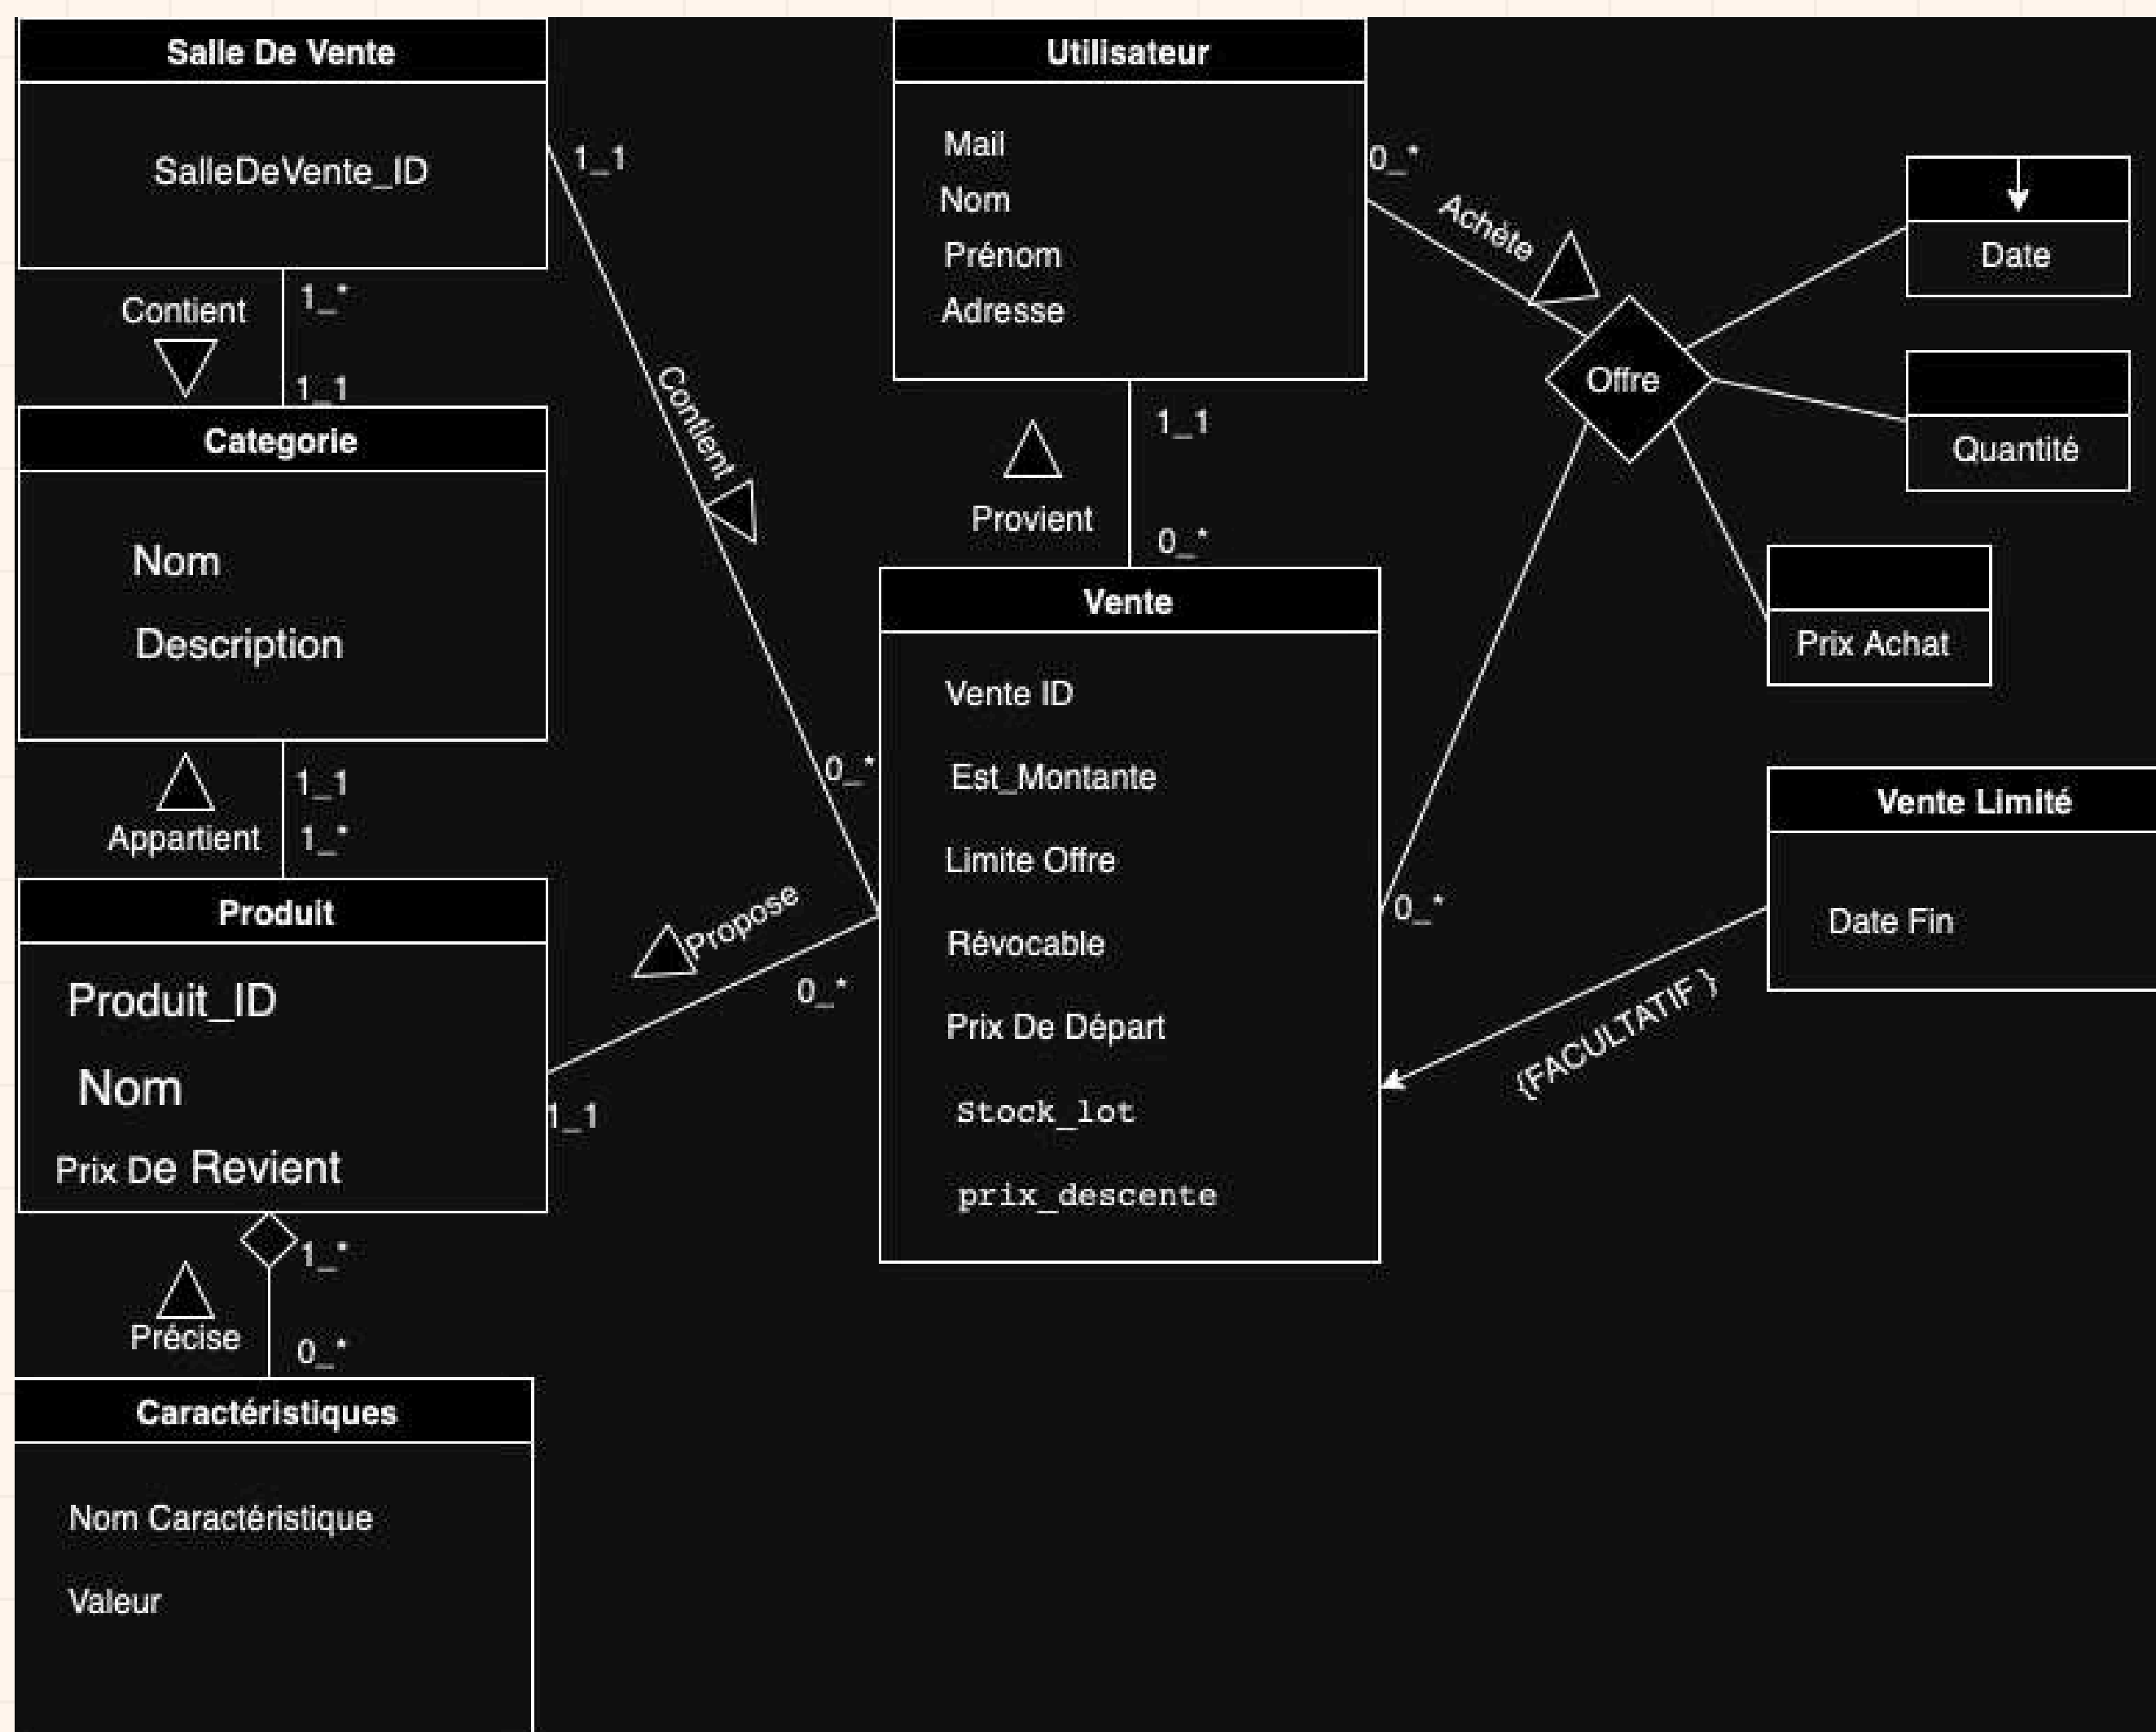 Salle De Vente
SalleDeVente_ID
1_1
Contient
1_*
1_1
Categorie
Nom
Description
1_1
Appartient
1_*
Produit
Produit_ID
Nom
Prix De Revient
1_*
Précise
0_*
Caractéristiques
Nom Caractéristique
Valeur
Contient
0_*
Propose
0_*
1_1
Utilisateur
Mail
Nom
Prénom
Adresse
1_1
Provient
0_*
Vente
Vente ID
Est_Montante
Limite Offre
Révocable
Prix De Départ
Stock_lot
prix_descente
0_*
Achète
Offre
Date
Quantité
Prix Achat
0_*
Vente Limité
Date Fin
{FACULTATIF }